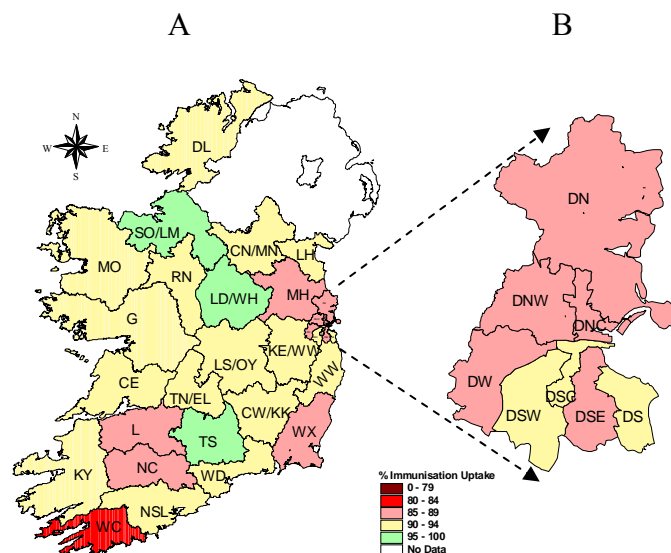 A
B
N
W E
S
DL
SO/LM
CN/MN
LH
MO
RN
LD/WH
MH
G
KE/WW
LS/OY
WW
CE
TN/EL
CW/KK
L
TS
WX
KY
NC
WD
NSL
WC
DN
DNW
DNC
DW
DSC
DSW
DSE
DS
% Immunisation Uptake
0 - 79
80 - 84
85 - 89
90 - 94
95 - 100
No Data